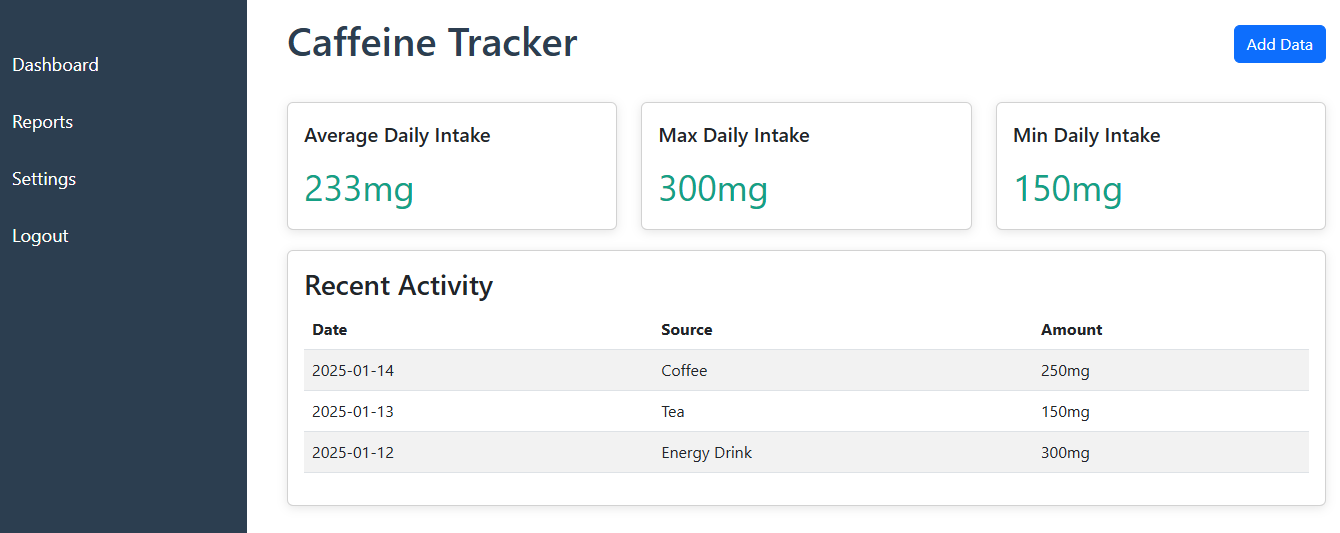 Dashboard
Reports
Settings
Logout
Caffeine Tracker
Add Data
Average Daily Intake
233mg
Max Daily Intake
300mg
Min Daily Intake
150mg
Recent Activity
Date Source Amount
2025-01-14 Coffee 250mg
2025-01-13 Tea 150mg
2025-01-12 Energy Drink 300mg